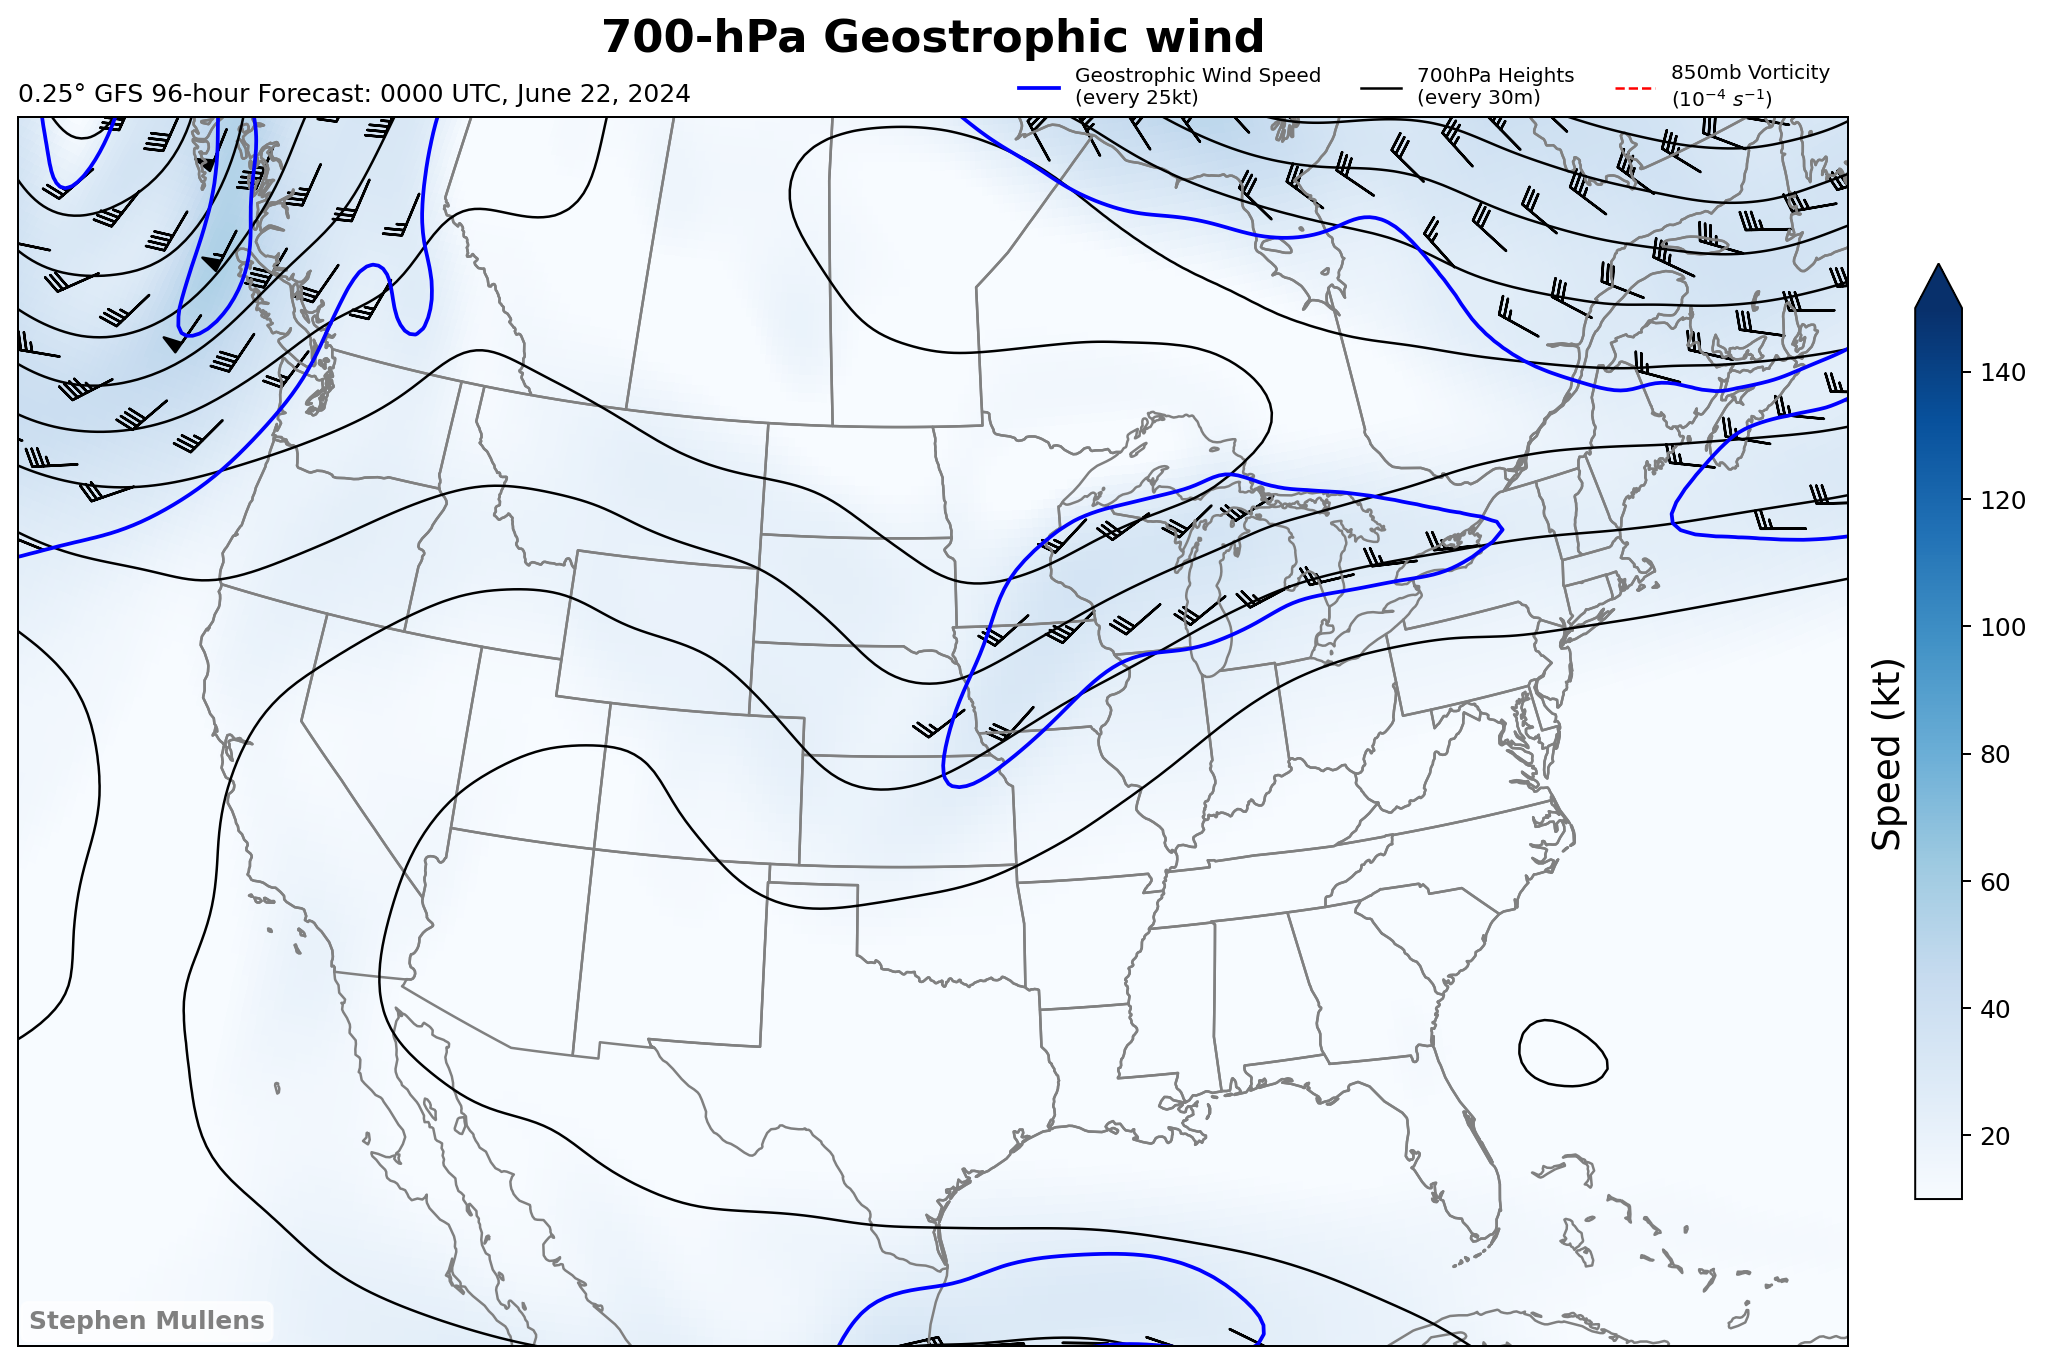 700-hPa Geostrophic wind
0.25° GFS 96-hour Forecast: 0000 UTC, June 22, 2024
Geostrophic Wind Speed
(every 25kt)
700hPa Heights
(every 30m)
850mb Vorticity
(10⁻⁴ s⁻¹)
140
120
100
80
60
40
20
Speed (kt)
Stephen Mullens